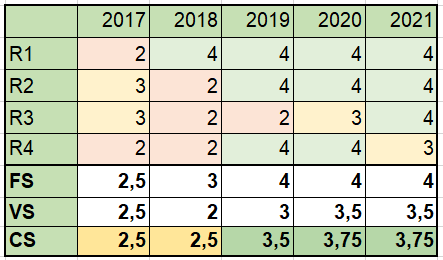 2017 2018 2019 2020 2021
R1 2 4 4 4 4
R2 3 2 4 4 4
R3 3 2 2 3 4
R4 2 2 4 4 3
FS 2,5 3 4 4 4
VS 2,5 2 3 3,5 3,5
CS 2,5 2,5 3,5 3,75 3,75